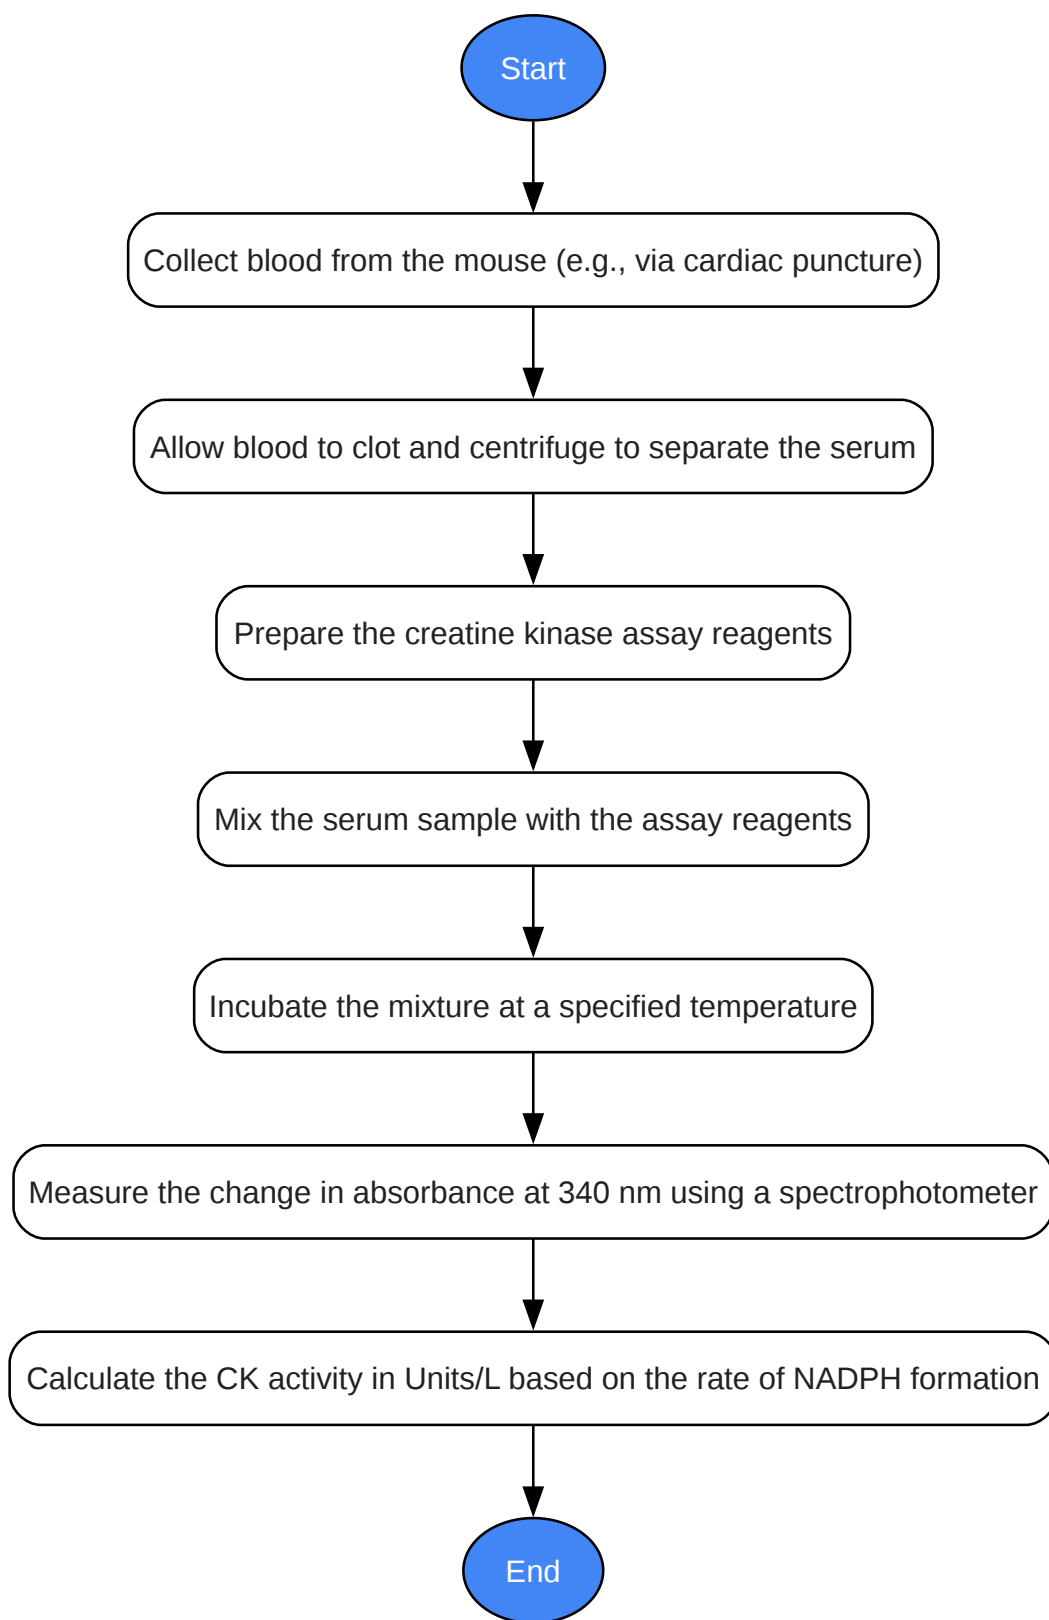 Start
Collect blood from the mouse (e.g., via cardiac puncture)
Allow blood to clot and centrifuge to separate the serum
Prepare the creatine kinase assay reagents
Mix the serum sample with the assay reagents
Incubate the mixture at a specified temperature
Measure the change in absorbance at 340 nm using a spectrophotometer
Calculate the CK activity in Units/L based on the rate of NADPH formation
End